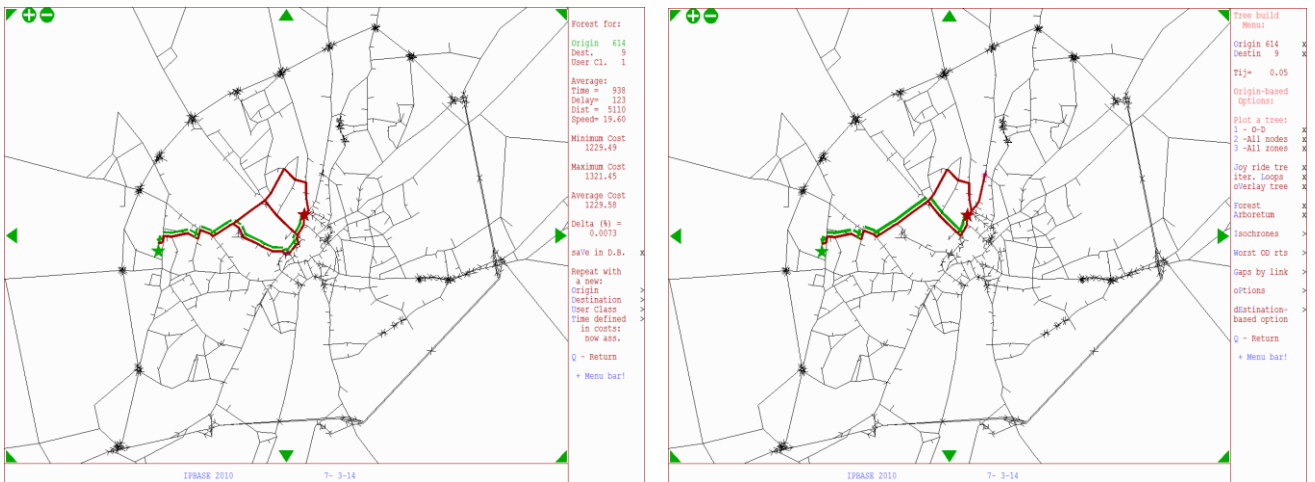 Forest for:
Origin 614
Dest. 9
User Cl. 1
Average:
Time = 938
Delay= 123
Dist = 5110
Speed= 19.60
Minimum Cost
1229.49
Maximum Cost
1321.45
Average Cost
1229.58
Delta (%) =
0.0073
saVe in D.B. x
Repeat with
a new:
Origin >
Destination >
User Class >
Time defined >
in costs:
now ass.
Q - Return
+ Menu bar!
IPBASE 2010 7- 3-14
Tree build
Menu:
Origin 614 x
Destin 9 x
Tij= 0.05
Origin-based
Options:
Plot a tree:
1 - O-D x
2 -All nodes x
3 -All zones x
Joy ride tre x
iter. Loops x
oVerlay tree x
Forest x
Arboretum x
Isochrones >
Worst OD rts >
Gaps by link >
oPtions >
dEstination- >
based option
Q - Return
+ Menu bar!
IPBASE 2010 7- 3-14